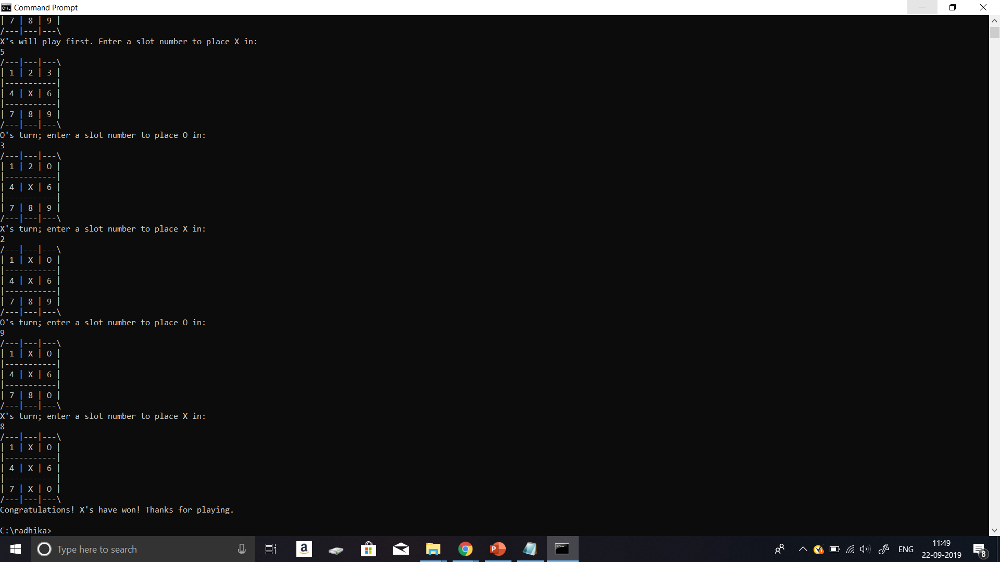 Command Prompt
| 7 | 8 | 9 |
/---|---|---\
X's will play first. Enter a slot number to place X in:
5
/---|---|---\
| 1 | 2 | 3 |
|-----------|
| 4 | X | 6 |
|-----------|
| 7 | 8 | 9 |
/---|---|---\
O's turn; enter a slot number to place O in:
3
/---|---|---\
| 1 | 2 | O |
|-----------|
| 4 | X | 6 |
|-----------|
| 7 | 8 | 9 |
/---|---|---\
X's turn; enter a slot number to place X in:
2
/---|---|---\
| 1 | X | O |
|-----------|
| 4 | X | 6 |
|-----------|
| 7 | 8 | 9 |
/---|---|---\
O's turn; enter a slot number to place O in:
9
/---|---|---\
| 1 | X | O |
|-----------|
| 4 | X | 6 |
|-----------|
| 7 | 8 | O |
/---|---|---\
X's turn; enter a slot number to place X in:
8
/---|---|---\
| 1 | X | O |
|-----------|
| 4 | X | 6 |
|-----------|
| 7 | X | O |
/---|---|---\
Congratulations! X's have won! Thanks for playing.
C:\radhika>
Type here to search
ENG
11:49
22-09-2019
8